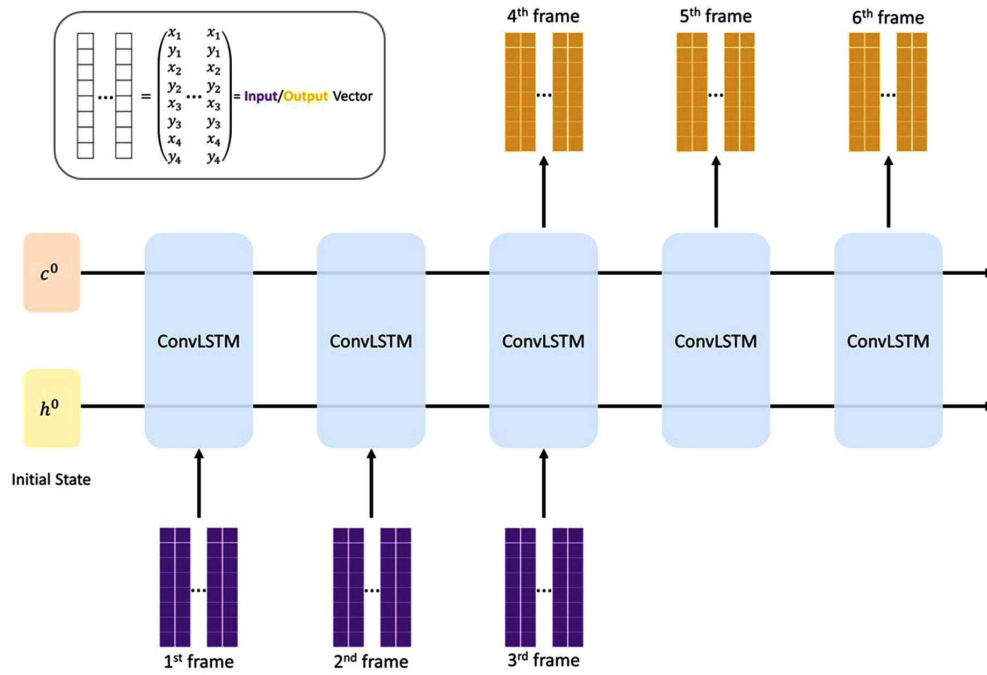 4th frame 5th frame 6th frame
x1 x1
y1 y1
x2 x2
y2 y2
... = ... = Input/Output Vector
x3 x3
y3 y3
x4 x4
y4 y4
... ... ...
c0
ConvLSTM ConvLSTM ConvLSTM ConvLSTM ConvLSTM
h0
Initial State
... ... ...
1st frame 2nd frame 3rd frame